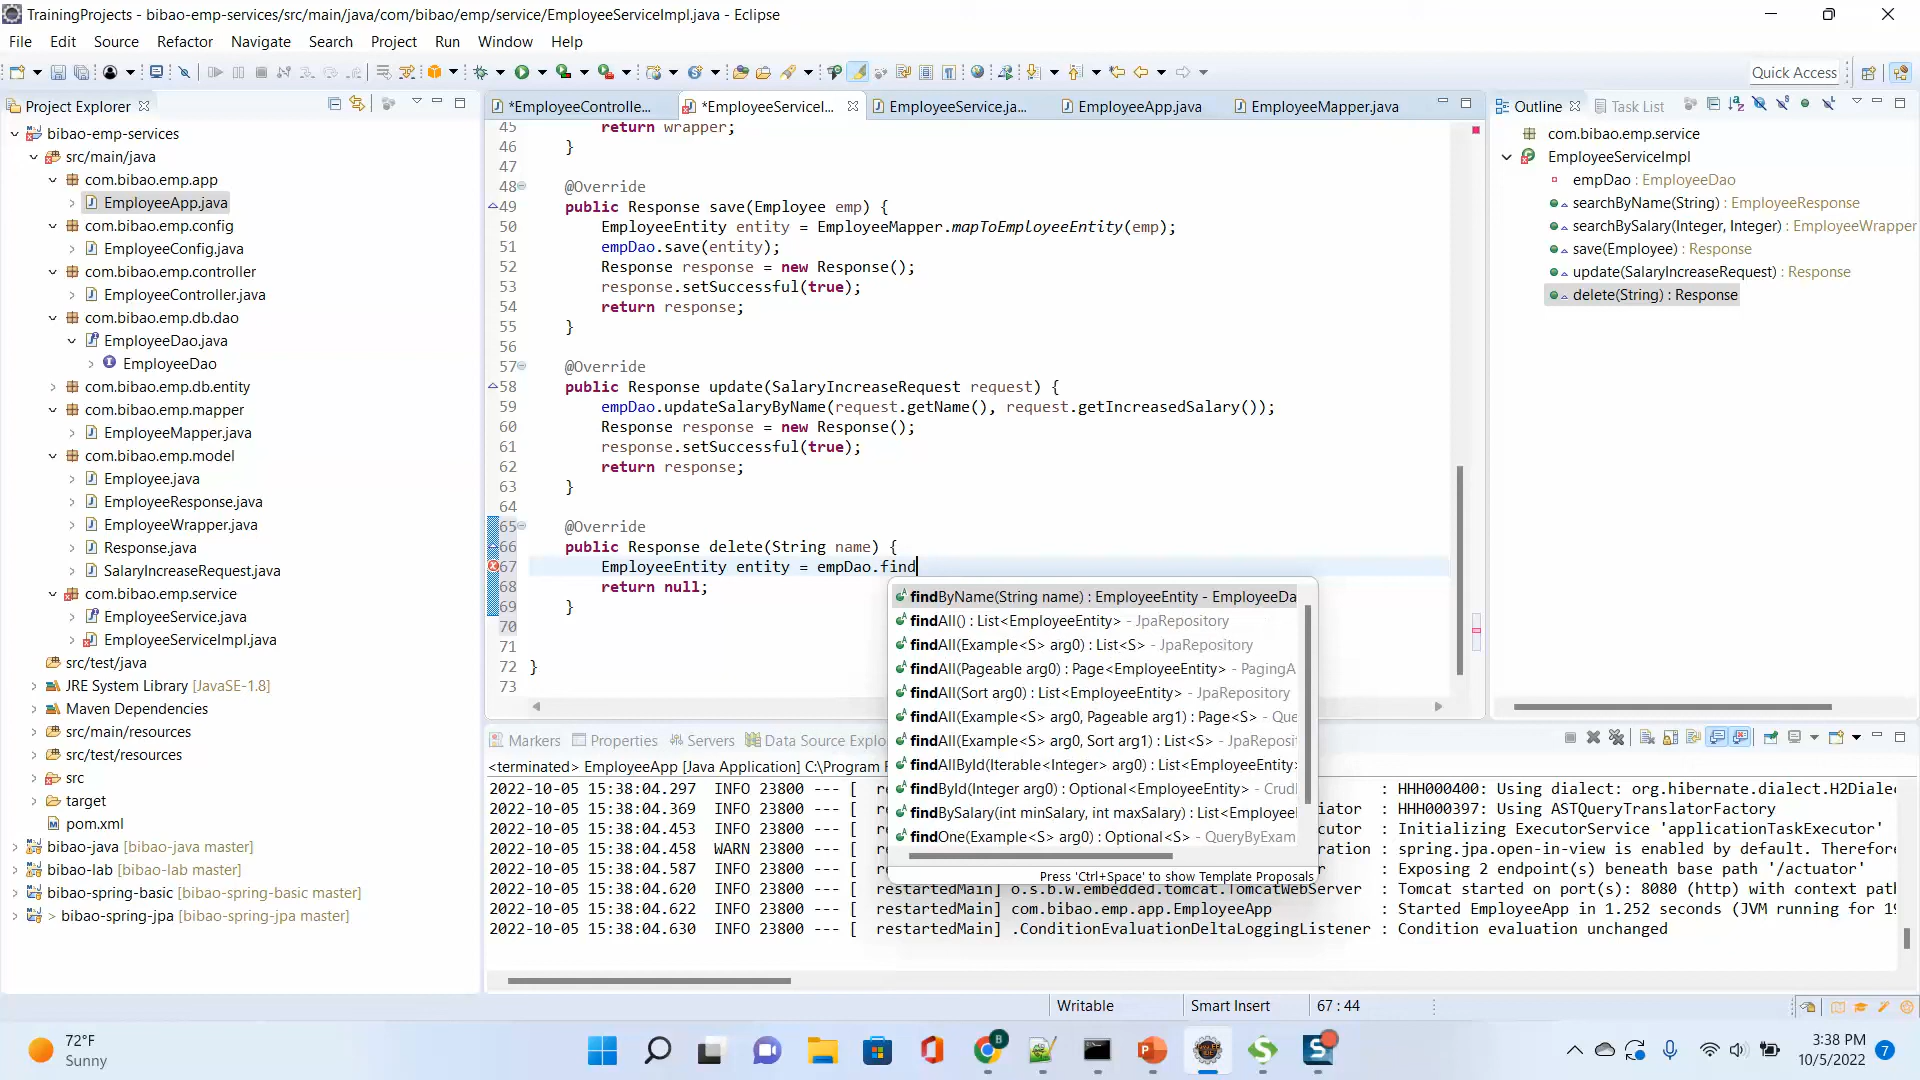 TrainingProjects - bibao-emp-services/src/main/java/com/bibao/emp/service/EmployeeServiceImpl.java - Eclipse
File Edit Source Refactor Navigate Search Project Run Window Help
Quick Access
Project Explorer
bibao-emp-services
src/main/java
com.bibao.emp.app
EmployeeApp.java
com.bibao.emp.config
EmployeeConfig.java
com.bibao.emp.controller
EmployeeController.java
com.bibao.emp.db.dao
EmployeeDao.java
EmployeeDao
com.bibao.emp.db.entity
com.bibao.emp.mapper
EmployeeMapper.java
com.bibao.emp.model
Employee.java
EmployeeResponse.java
EmployeeWrapper.java
Response.java
SalaryIncreaseRequest.java
com.bibao.emp.service
EmployeeService.java
EmployeeServiceImpl.java
src/test/java
JRE System Library [JavaSE-1.8]
Maven Dependencies
src/main/resources
src/test/resources
src
target
pom.xml
bibao-java [bibao-java master]
bibao-lab [bibao-lab master]
bibao-spring-basic [bibao-spring-basic master]
> bibao-spring-jpa [bibao-spring-jpa master]
*EmployeeControlle... *EmployeeServiceI... EmployeeService.ja... EmployeeApp.java EmployeeMapper.java
45 return wrapper;
46 }
47
48 @Override
49 public Response save(Employee emp) {
50 EmployeeEntity entity = EmployeeMapper.mapToEmployeeEntity(emp);
51 empDao.save(entity);
52 Response response = new Response();
53 response.setSuccessful(true);
54 return response;
55 }
56
57 @Override
58 public Response update(SalaryIncreaseRequest request) {
59 empDao.updateSalaryByName(request.getName(), request.getIncreasedSalary());
60 Response response = new Response();
61 response.setSuccessful(true);
62 return response;
63 }
64
65 @Override
66 public Response delete(String name) {
67 EmployeeEntity entity = empDao.find
68 return null;
69 }
70
71
72 }
73
findByName(String name) : EmployeeEntity - EmployeeDa
findAll() : List<EmployeeEntity> - JpaRepository
findAll(Example<S> arg0) : List<S> - JpaRepository
findAll(Pageable arg0) : Page<EmployeeEntity> - PagingA
findAll(Sort arg0) : List<EmployeeEntity> - JpaRepository
findAll(Example<S> arg0, Pageable arg1) : Page<S> - Que
findAll(Example<S> arg0, Sort arg1) : List<S> - JpaReposit
findAllById(Iterable<Integer> arg0) : List<EmployeeEntity>
findById(Integer arg0) : Optional<EmployeeEntity> - Crud
findBySalary(int minSalary, int maxSalary) : List<Employee
findOne(Example<S> arg0) : Optional<S> - QueryByExam
Press 'Ctrl+Space' to show Template Proposals
Outline Task List
com.bibao.emp.service
EmployeeServiceImpl
empDao : EmployeeDao
searchByName(String) : EmployeeResponse
searchBySalary(Integer, Integer) : EmployeeWrapper
save(Employee) : Response
update(SalaryIncreaseRequest) : Response
delete(String) : Response
Markers Properties Servers Data Source Explo
<terminated> EmployeeApp [Java Application] C:\Program F
2022-10-05 15:38:04.297 INFO 23800 --- [ re : HHH000400: Using dialect: org.hibernate.dialect.H2Diale
2022-10-05 15:38:04.369 INFO 23800 --- [ re iator : HHH000397: Using ASTQueryTranslatorFactory
2022-10-05 15:38:04.453 INFO 23800 --- [ re cutor : Initializing ExecutorService 'applicationTaskExecutor'
2022-10-05 15:38:04.458 WARN 23800 --- [ re ration : spring.jpa.open-in-view is enabled by default. Therefor
2022-10-05 15:38:04.587 INFO 23800 --- [ re : Exposing 2 endpoint(s) beneath base path '/actuator'
2022-10-05 15:38:04.620 INFO 23800 --- [ restartedMain] o.s.b.w.embedded.tomcat.TomcatWebServer : Tomcat started on port(s): 8080 (http) with context pat
2022-10-05 15:38:04.622 INFO 23800 --- [ restartedMain] com.bibao.emp.app.EmployeeApp : Started EmployeeApp in 1.252 seconds (JVM running for 19
2022-10-05 15:38:04.630 INFO 23800 --- [ restartedMain] .ConditionEvaluationDeltaLoggingListener : Condition evaluation unchanged
Writable Smart Insert 67 : 44
72°F
Sunny
3:38 PM
10/5/2022
7